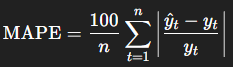 MAPE = \frac{100}{n} \sum_{t=1}^{n} \left| \frac{\hat{y}_t - y_t}{y_t} \right|